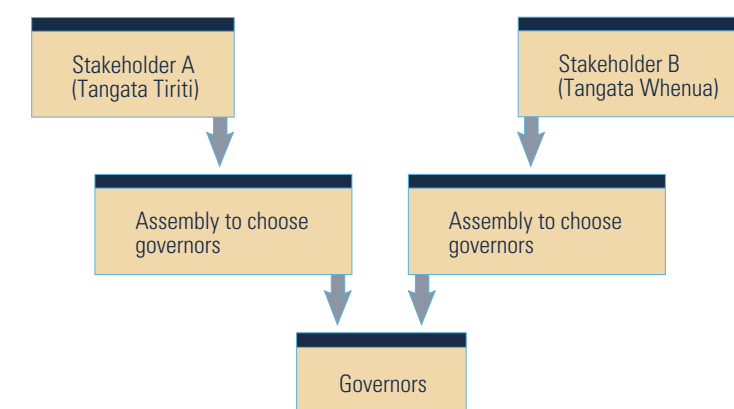 Stakeholder A
(Tangata Tiriti)
Stakeholder B
(Tangata Whenua)
Assembly to choose
governors
Assembly to choose
governors
Governors